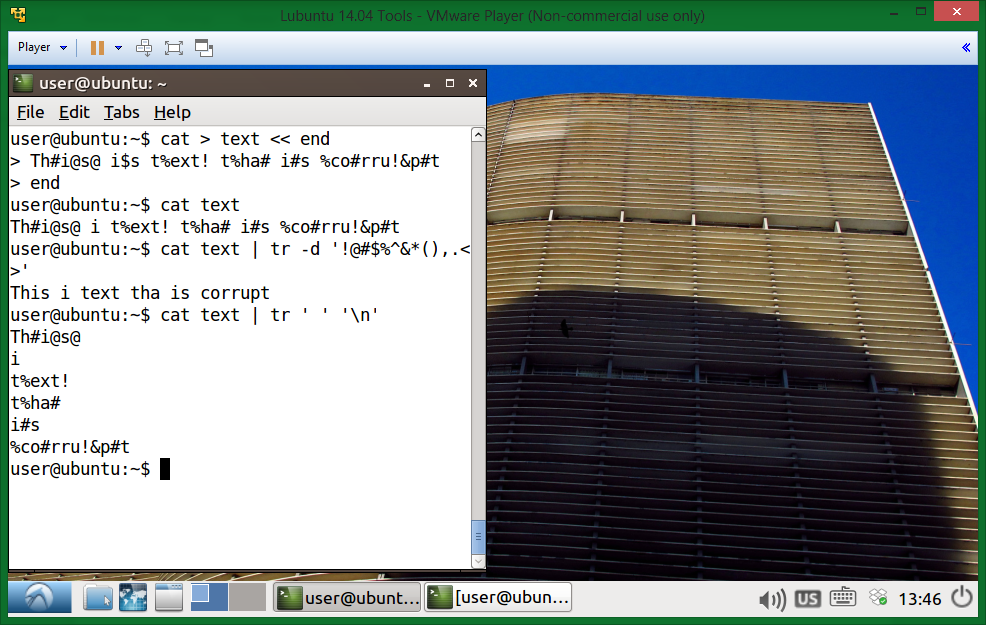 Lubuntu 14.04 Tools - VMware Player (Non-commercial use only)
Player
user@ubuntu: ~
File Edit Tabs Help
user@ubuntu:~$ cat > text << end
> Th#i@s@ i$s t%ext! t%ha# i#s %co#rru!&p#t
> end
user@ubuntu:~$ cat text
Th#i@s@ i t%ext! t%ha# i#s %co#rru!&p#t
user@ubuntu:~$ cat text | tr -d '!@#$%^&*(),.<
>'
This i text tha is corrupt
user@ubuntu:~$ cat text | tr ' ' '\n'
Th#i@s@
i
t%ext!
t%ha#
i#s
%co#rru!&p#t
user@ubuntu:~$
user@ubunt... [user@ubun... US 13:46